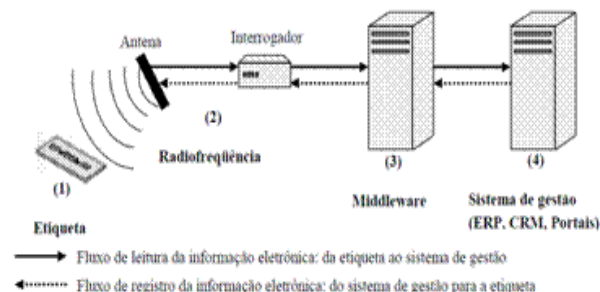 Antena
Interrogador
(2)
Radiofreqüência
(1)
(3)
(4)
Etiqueta
Middleware
Sistema de gestão
(ERP, CRM, Portais)
Fluxo de leitura da informação eletrônica: da etiqueta ao sistema de gestão
Fluxo de registro da informação eletrônica: do sistema de gestão para a etiqueta